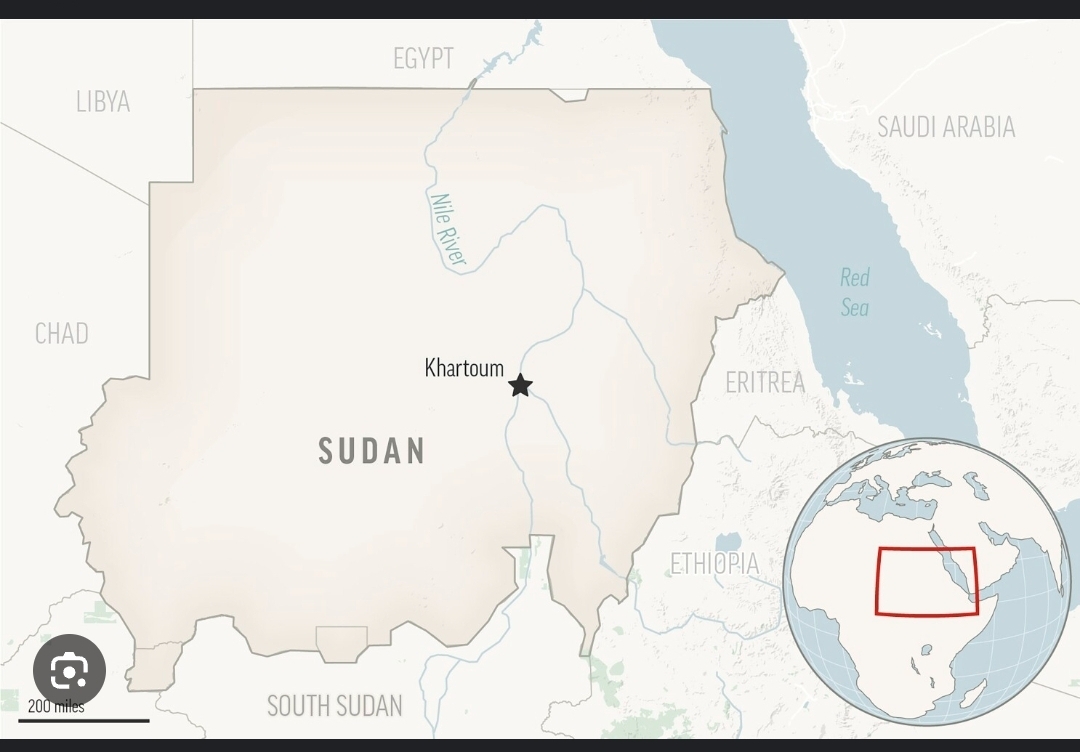 EGYPT
LIBYA
SAUDI ARABIA
Nile River
Red
Sea
CHAD
Khartoum
ERITREA
SUDAN
ETHIOPIA
SOUTH SUDAN
200 miles